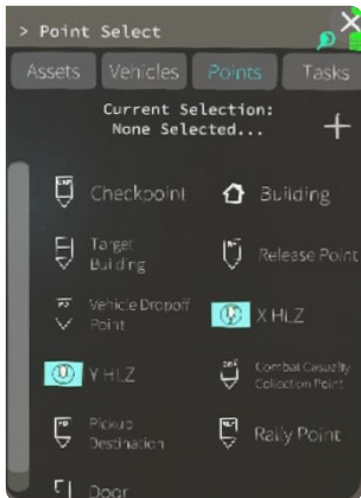 > Point Select
Assets Vehicles Points Tasks
Current Selection:
None Selected...
Checkpoint
Building
Target
Building
Release Point
Vehicle Dropoff
Point
X HLZ
Y HLZ
Combat Casualty
Collection Point
Pickup
Destination
Rally Point
Door